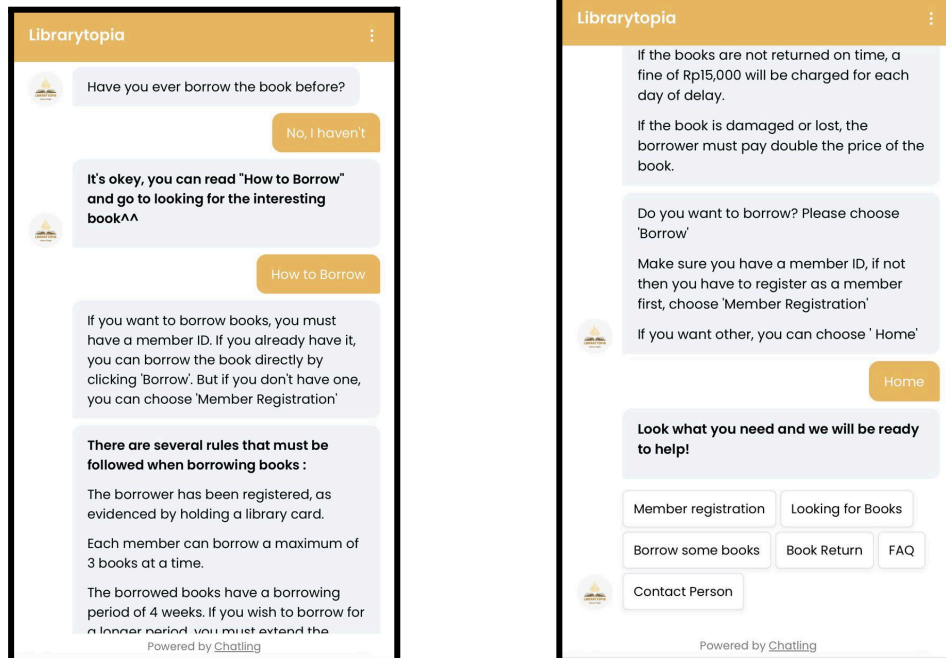 Librarytopia
Have you ever borrow the book before?
No, I haven't
It's okey, you can read "How to Borrow"
and go to looking for the interesting
book^^
How to Borrow
If you want to borrow books, you must
have a member ID. If you already have it,
you can borrow the book directly by
clicking 'Borrow'. But if you don't have one,
you can choose 'Member Registration'
There are several rules that must be
followed when borrowing books :
The borrower has been registered, as
evidenced by holding a library card.
Each member can borrow a maximum of
3 books at a time.
The borrowed books have a borrowing
period of 4 weeks. If you wish to borrow for
a longer period, you must extend the
Powered by Chatling
Librarytopia
If the books are not returned on time, a
fine of Rp15,000 will be charged for each
day of delay.
If the book is damaged or lost, the
borrower must pay double the price of the
book.
Do you want to borrow? Please choose
'Borrow'
Make sure you have a member ID, if not
then you have to register as a member
first, choose 'Member Registration'
If you want other, you can choose ' Home'
Home
Look what you need and we will be ready
to help!
Member registration
Looking for Books
Borrow some books
Book Return
FAQ
Contact Person
Powered by Chatling